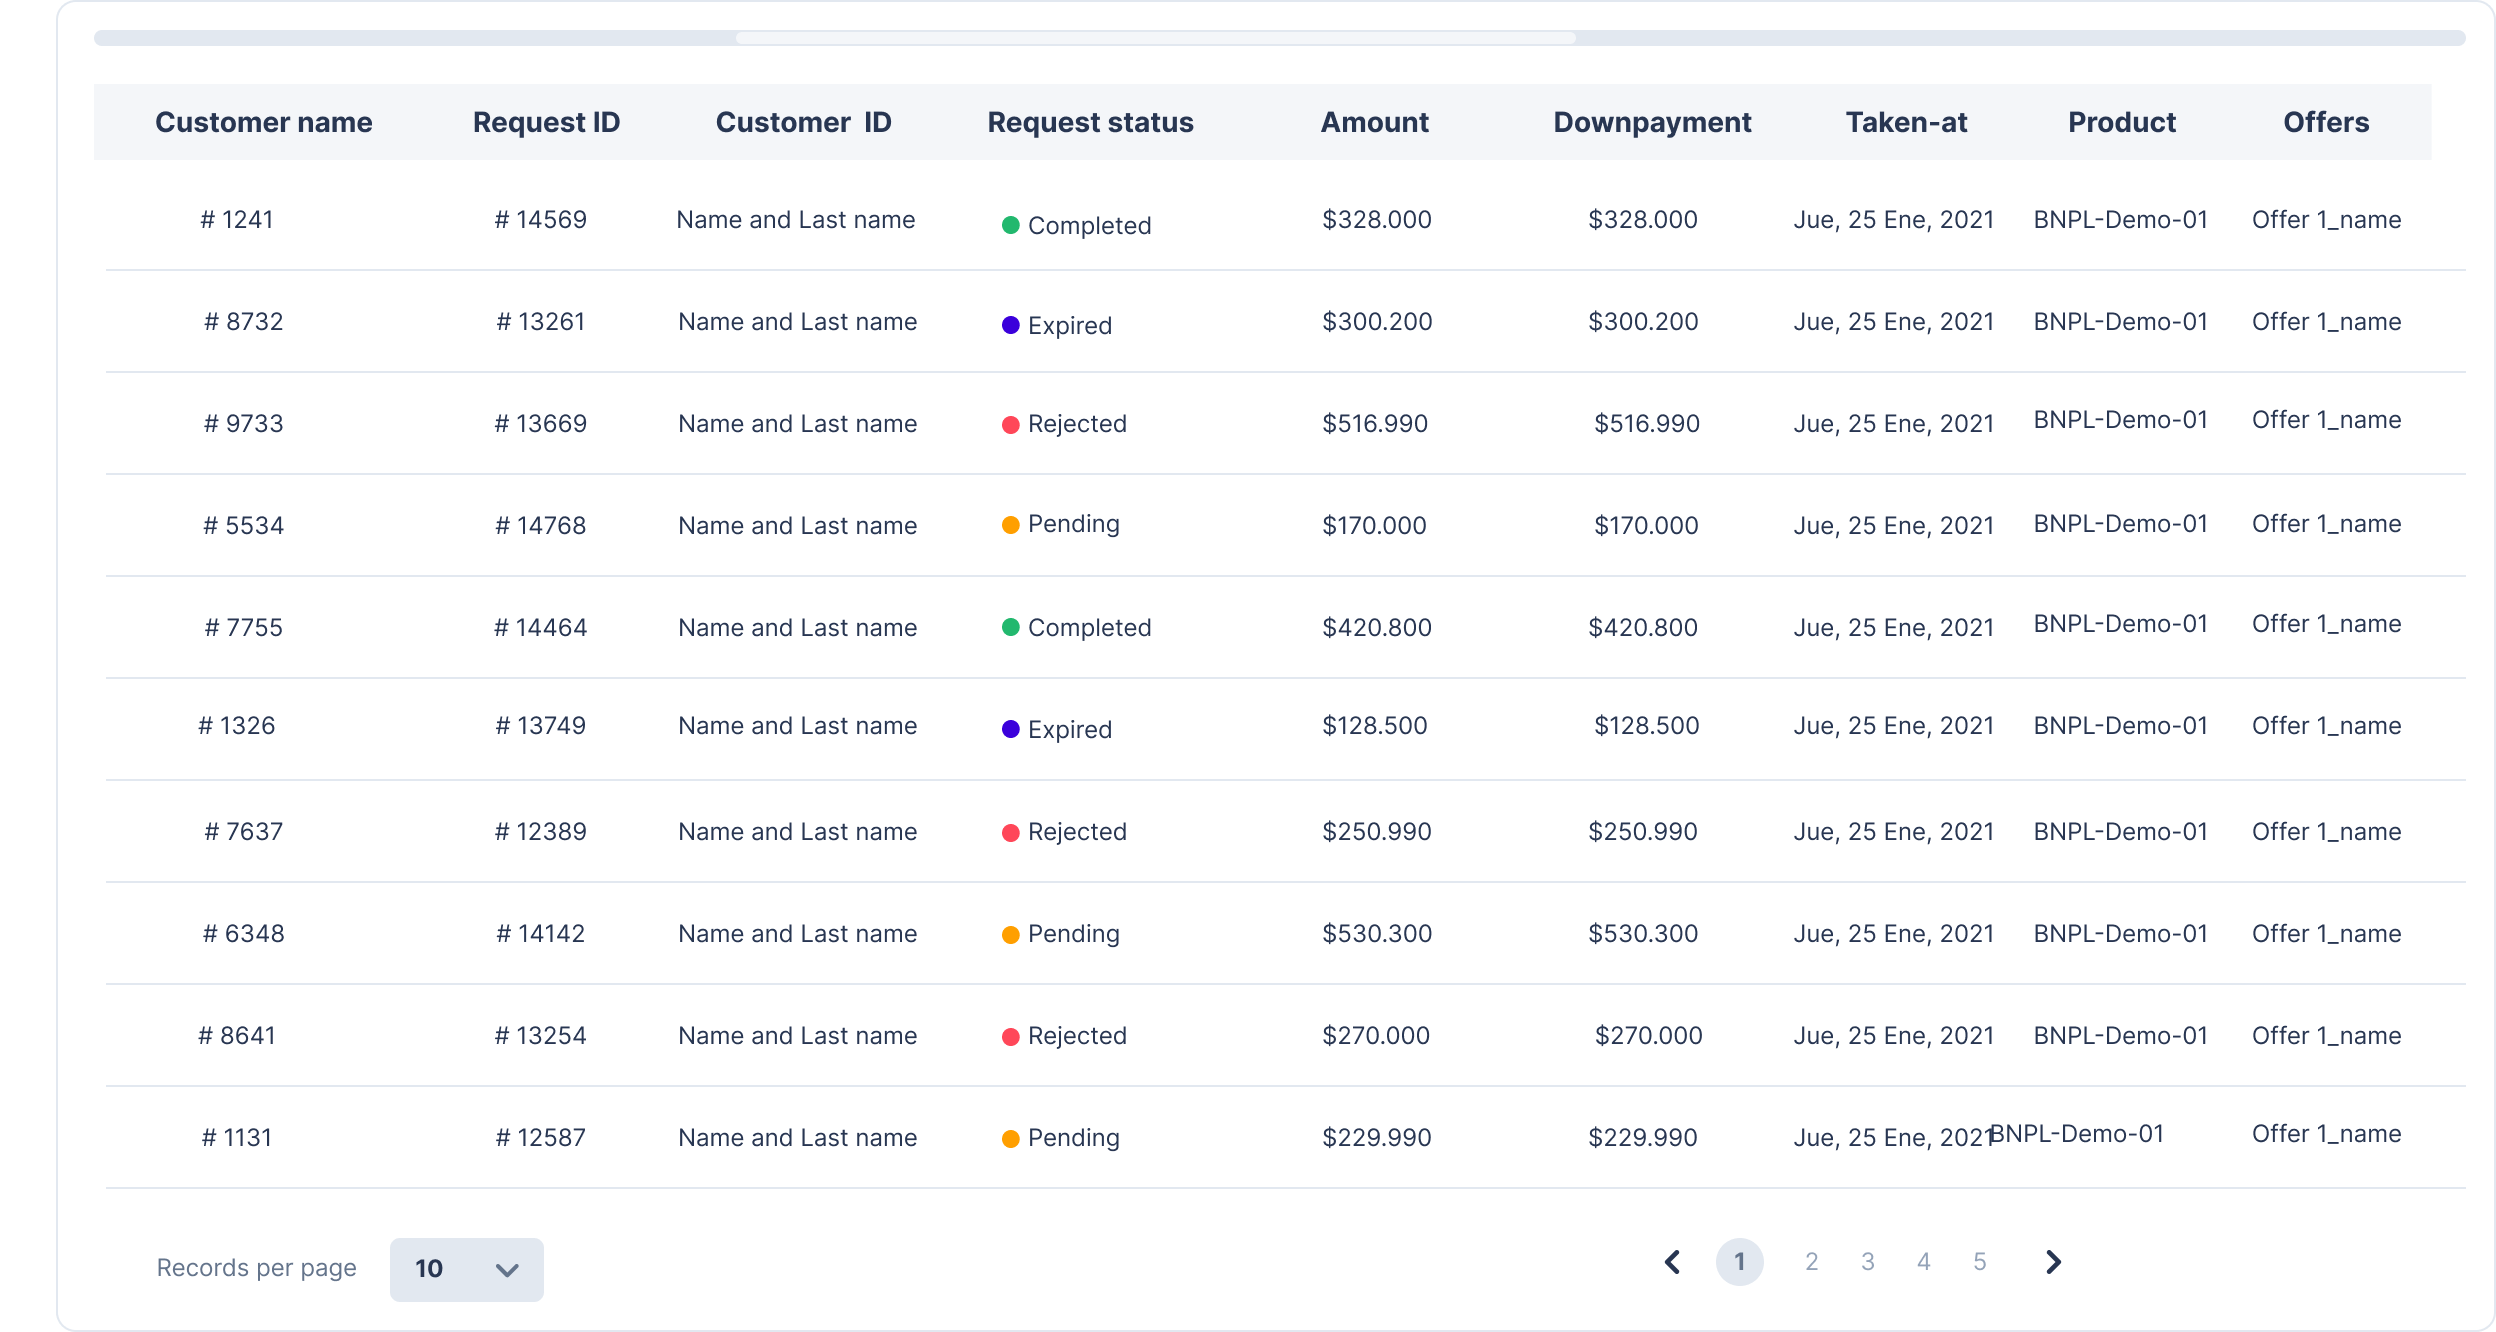 Customer name Request ID Customer ID Request status Amount Downpayment Taken-at Product Offers
# 1241 # 14569 Name and Last name Completed $328.000 $328.000 Jue, 25 Ene, 2021 BNPL-Demo-01 Offer 1_name
# 8732 # 13261 Name and Last name Expired $300.200 $300.200 Jue, 25 Ene, 2021 BNPL-Demo-01 Offer 1_name
# 9733 # 13669 Name and Last name Rejected $516.990 $516.990 Jue, 25 Ene, 2021 BNPL-Demo-01 Offer 1_name
# 5534 # 14768 Name and Last name Pending $170.000 $170.000 Jue, 25 Ene, 2021 BNPL-Demo-01 Offer 1_name
# 7755 # 14464 Name and Last name Completed $420.800 $420.800 Jue, 25 Ene, 2021 BNPL-Demo-01 Offer 1_name
# 1326 # 13749 Name and Last name Expired $128.500 $128.500 Jue, 25 Ene, 2021 BNPL-Demo-01 Offer 1_name
# 7637 # 12389 Name and Last name Rejected $250.990 $250.990 Jue, 25 Ene, 2021 BNPL-Demo-01 Offer 1_name
# 6348 # 14142 Name and Last name Pending $530.300 $530.300 Jue, 25 Ene, 2021 BNPL-Demo-01 Offer 1_name
# 8641 # 13254 Name and Last name Rejected $270.000 $270.000 Jue, 25 Ene, 2021 BNPL-Demo-01 Offer 1_name
# 1131 # 12587 Name and Last name Pending $229.990 $229.990 Jue, 25 Ene, 2021 BNPL-Demo-01 Offer 1_name
Records per page 10 1 2 3 4 5